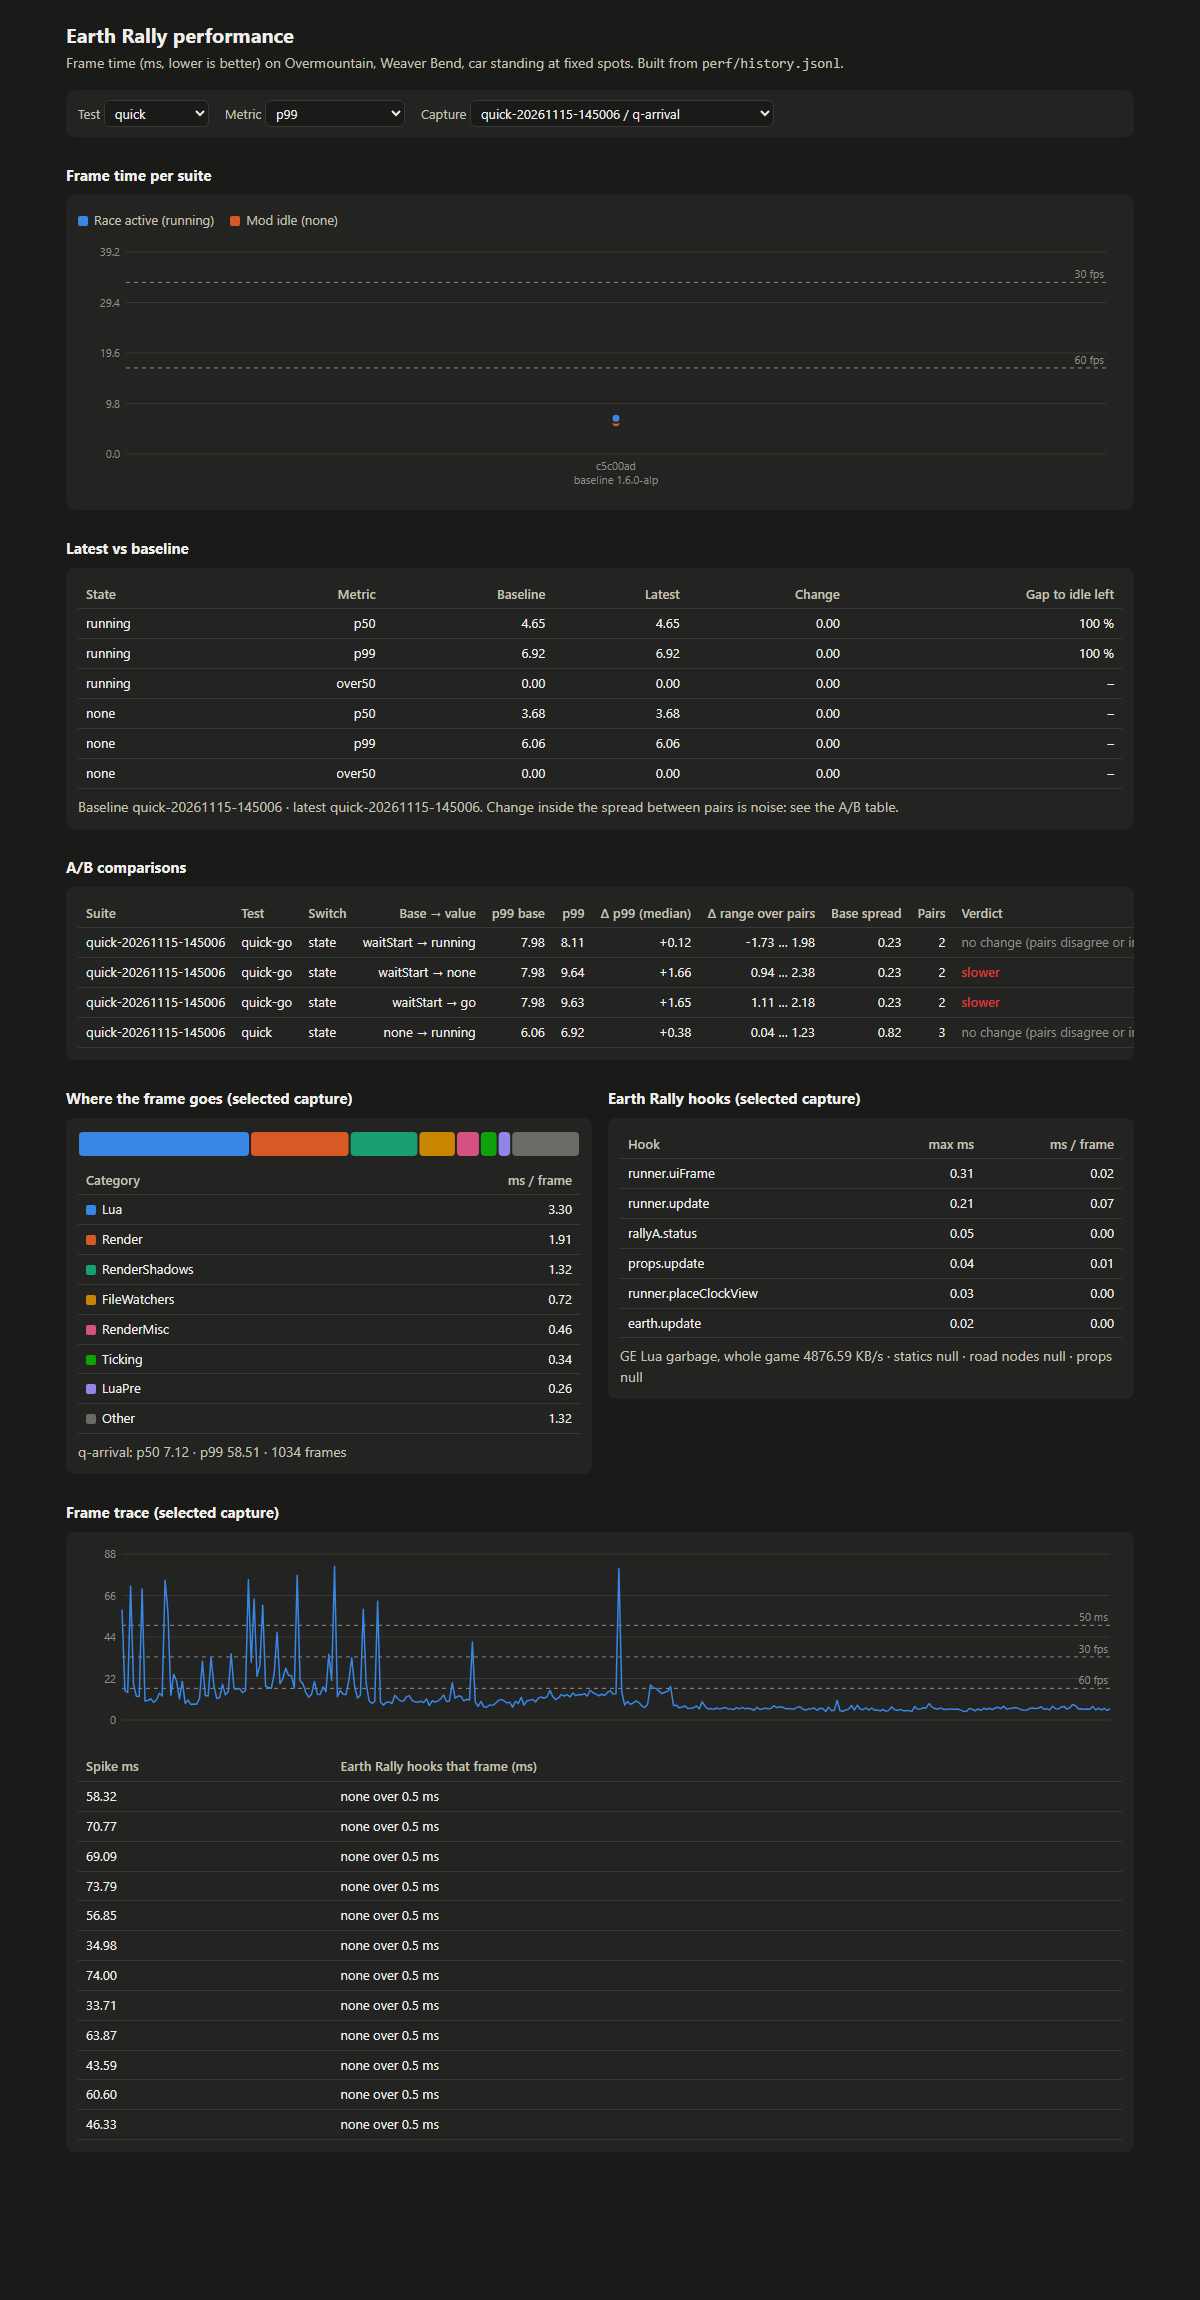 Earth Rally performance
Frame time (ms, lower is better) on Overmountain, Weaver Bend, car standing at fixed spots. Built from perf/history.jsonl.
Test quick Metric p99 Capture quick-20261115-145006 / q-arrival
Frame time per suite
Race active (running) Mod idle (none)
39.2
30 fps
29.4
19.6
60 fps
9.8
0.0
c5c00ad
baseline 1.6.0-alp
Latest vs baseline
State Metric Baseline Latest Change Gap to idle left
running p50 4.65 4.65 0.00 100 %
running p99 6.92 6.92 0.00 100 %
running over50 0.00 0.00 0.00 –
none p50 3.68 3.68 0.00 –
none p99 6.06 6.06 0.00 –
none over50 0.00 0.00 0.00 –
Baseline quick-20261115-145006 · latest quick-20261115-145006. Change inside the spread between pairs is noise: see the A/B table.
A/B comparisons
Suite Test Switch Base → value p99 base p99 Δ p99 (median) Δ range over pairs Base spread Pairs Verdict
quick-20261115-145006 quick-go state waitStart → running 7.98 8.11 +0.12 -1.73 ... 1.98 0.23 2 no change (pairs disagree or i
quick-20261115-145006 quick-go state waitStart → none 7.98 9.64 +1.66 0.94 ... 2.38 0.23 2 slower
quick-20261115-145006 quick-go state waitStart → go 7.98 9.63 +1.65 1.11 ... 2.18 0.23 2 slower
quick-20261115-145006 quick state none → running 6.06 6.92 +0.38 0.04 ... 1.23 0.82 3 no change (pairs disagree or i
Where the frame goes (selected capture)
Category ms / frame
Lua 3.30
Render 1.91
RenderShadows 1.32
FileWatchers 0.72
RenderMisc 0.46
Ticking 0.34
LuaPre 0.26
Other 1.32
q-arrival: p50 7.12 · p99 58.51 · 1034 frames
Earth Rally hooks (selected capture)
Hook max ms ms / frame
runner.uiFrame 0.31 0.02
runner.update 0.21 0.07
rallyA.status 0.05 0.00
props.update 0.04 0.01
runner.placeClockView 0.03 0.00
earth.update 0.02 0.00
GE Lua garbage, whole game 4876.59 KB/s · statics null · road nodes null · props
null
Frame trace (selected capture)
88
66
50 ms
44
30 fps
22
60 fps
0
Spike ms Earth Rally hooks that frame (ms)
58.32 none over 0.5 ms
70.77 none over 0.5 ms
69.09 none over 0.5 ms
73.79 none over 0.5 ms
56.85 none over 0.5 ms
34.98 none over 0.5 ms
74.00 none over 0.5 ms
33.71 none over 0.5 ms
63.87 none over 0.5 ms
43.59 none over 0.5 ms
60.60 none over 0.5 ms
46.33 none over 0.5 ms